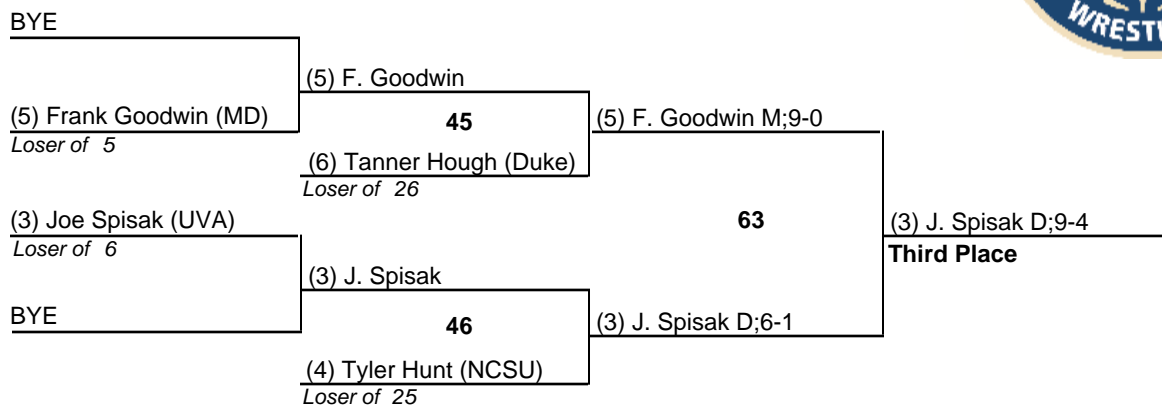 BYE
(5) F. Goodwin
(5) Frank Goodwin (MD)
Loser of 5
45
(5) F. Goodwin M;9-0
(6) Tanner Hough (Duke)
Loser of 26
(3) Joe Spisak (UVA)
Loser of 6
63
(3) J. Spisak D;9-4
Third Place
(3) J. Spisak
BYE
46
(3) J. Spisak D;6-1
(4) Tyler Hunt (NCSU)
Loser of 25